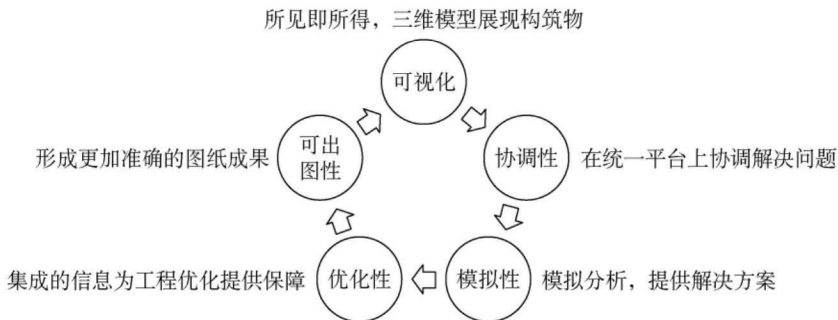 所见即所得，三维模型展现构筑物
可视化
可出
图性
形成更加准确的图纸成果
协调性
在统一平台上协调解决问题
集成的信息为工程优化提供保障
优化性
模拟性
模拟分析，提供解决方案